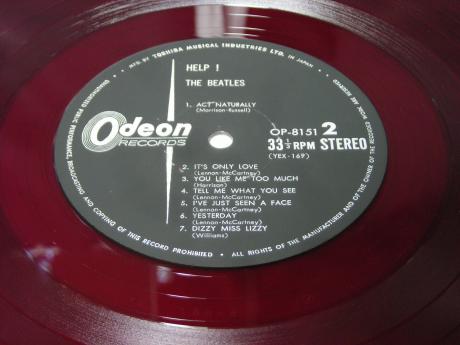 MFG. BY TOSHIBA MUSICAL INDUSTRIES LTD. IN JAPAN
HELP !
THE BEATLES
1. ACT NATURALLY
(Morrison-Russell)
Odeon
RECORDS
OP-8151 2
33⅓ RPM STEREO
(YEX-169)
2. IT'S ONLY LOVE
(Lennon-McCartney)
3. YOU LIKE ME TOO MUCH
(Harrison)
4. TELL ME WHAT YOU SEE
(Lennon-McCartney)
5. I'VE JUST SEEN A FACE
(Lennon-McCartney)
6. YESTERDAY
(Lennon-McCartney)
7. DIZZY MISS LIZZY
(Williams)
UNAUTHORIZED PUBLIC PERFORMANCE, BROADCASTING AND COPYING OF THIS RECORD PROHIBITED • ALL RIGHTS OF THE MANUFACTURER AND OF THE OWNER OF THE RECORDED WORK ARE RESERVED